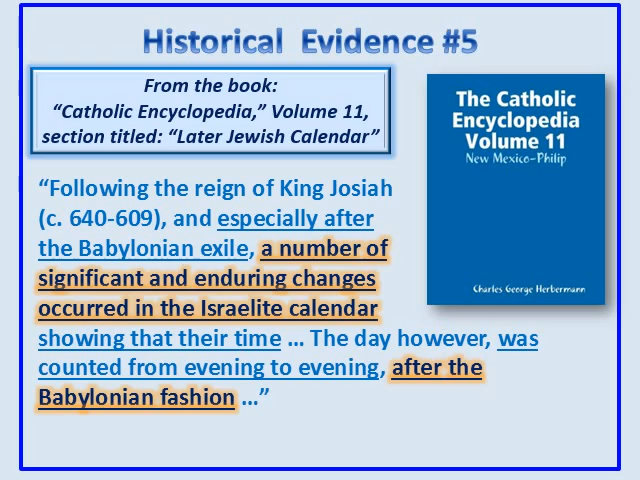 Historical Evidence #5
From the book:
“Catholic Encyclopedia,” Volume 11,
section titled: “Later Jewish Calendar”
The Catholic
Encyclopedia
Volume 11
New Mexico-Philip
Charles George Herbermann
“Following the reign of King Josiah
(c. 640-609), and especially after
the Babylonian exile, a number of
significant and enduring changes
occurred in the Israelite calendar
showing that their time … The day however, was
counted from evening to evening, after the
Babylonian fashion …”